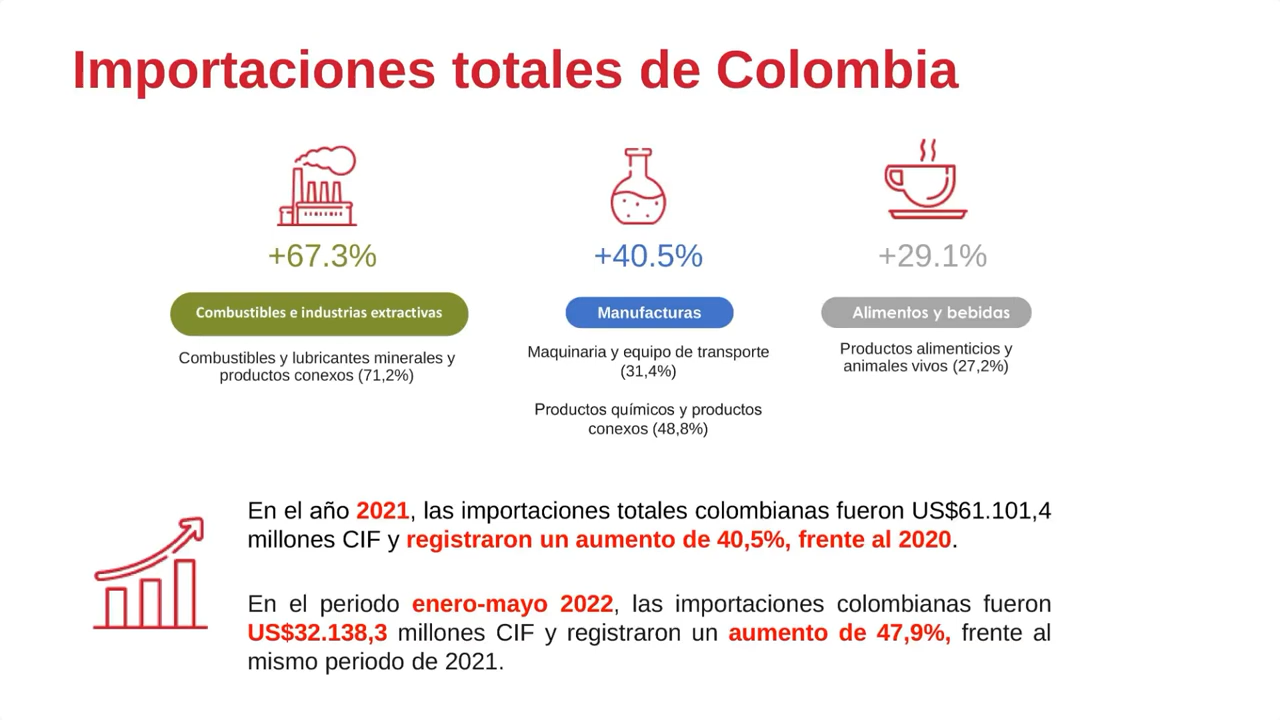 Importaciones totales de Colombia
+67.3%
Combustibles e industrias extractivas
Combustibles y lubricantes minerales y
productos conexos (71,2%)
+40.5%
Manufacturas
Maquinaria y equipo de transporte
(31,4%)
Productos químicos y productos
conexos (48,8%)
+29.1%
Alimentos y bebidas
Productos alimenticios y
animales vivos (27,2%)
En el año 2021, las importaciones totales colombianas fueron US$61.101,4
millones CIF y registraron un aumento de 40,5%, frente al 2020.
En el periodo enero-mayo 2022, las importaciones colombianas fueron
US$32.138,3 millones CIF y registraron un aumento de 47,9%, frente al
mismo periodo de 2021.